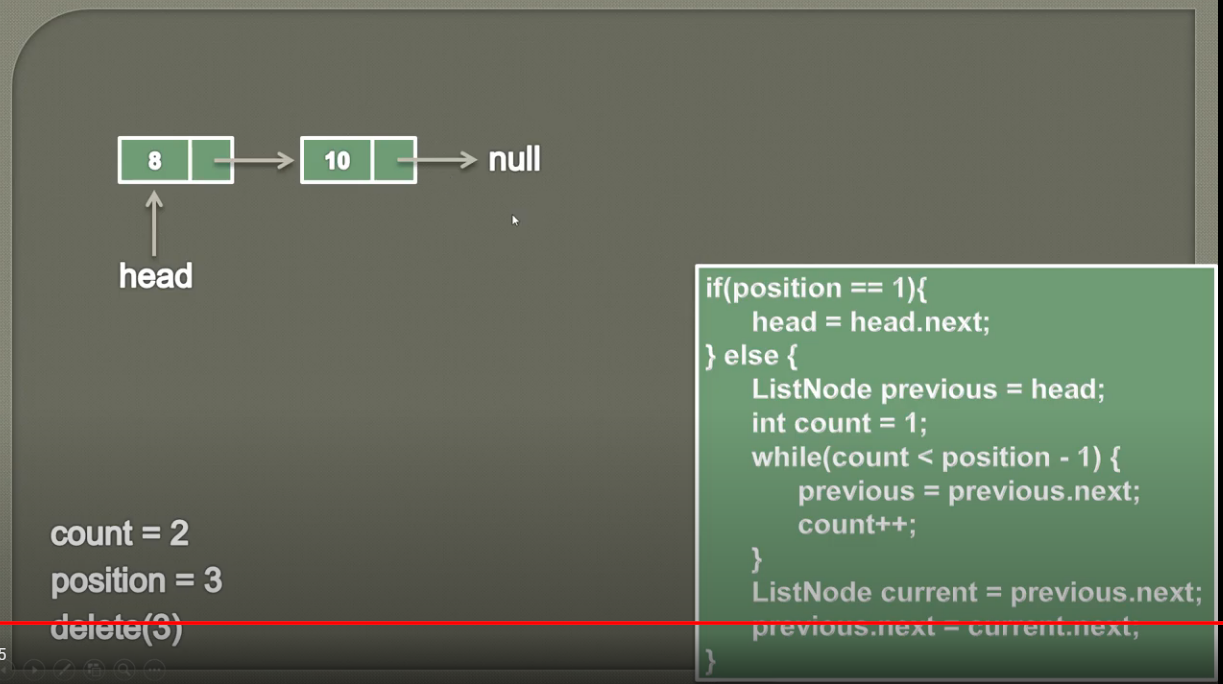 8
10
null
head
if(position == 1){
head = head.next;
} else {
ListNode previous = head;
int count = 1;
while(count < position - 1) {
previous = previous.next;
count++;
}
ListNode current = previous.next;
previous.next = current.next;
}
count = 2
position = 3
delete(3)
5